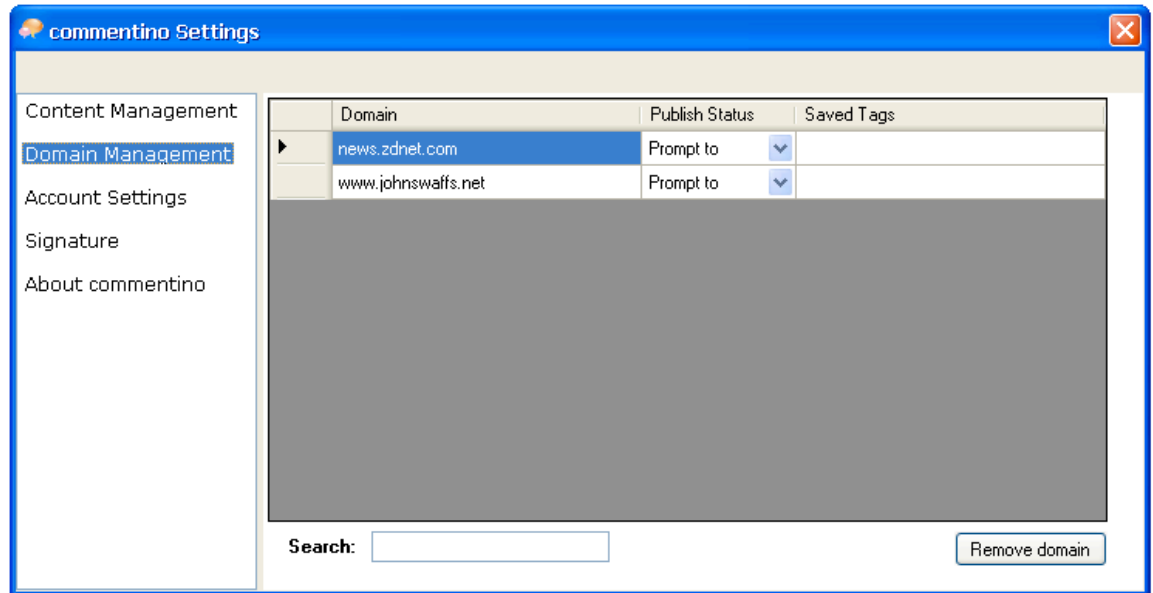 commentino Settings
Content Management
Domain Management
Account Settings
Signature
About commentino
Domain Publish Status Saved Tags
news.zdnet.com Prompt to
www.johnswaffs.net Prompt to
Search: Remove domain